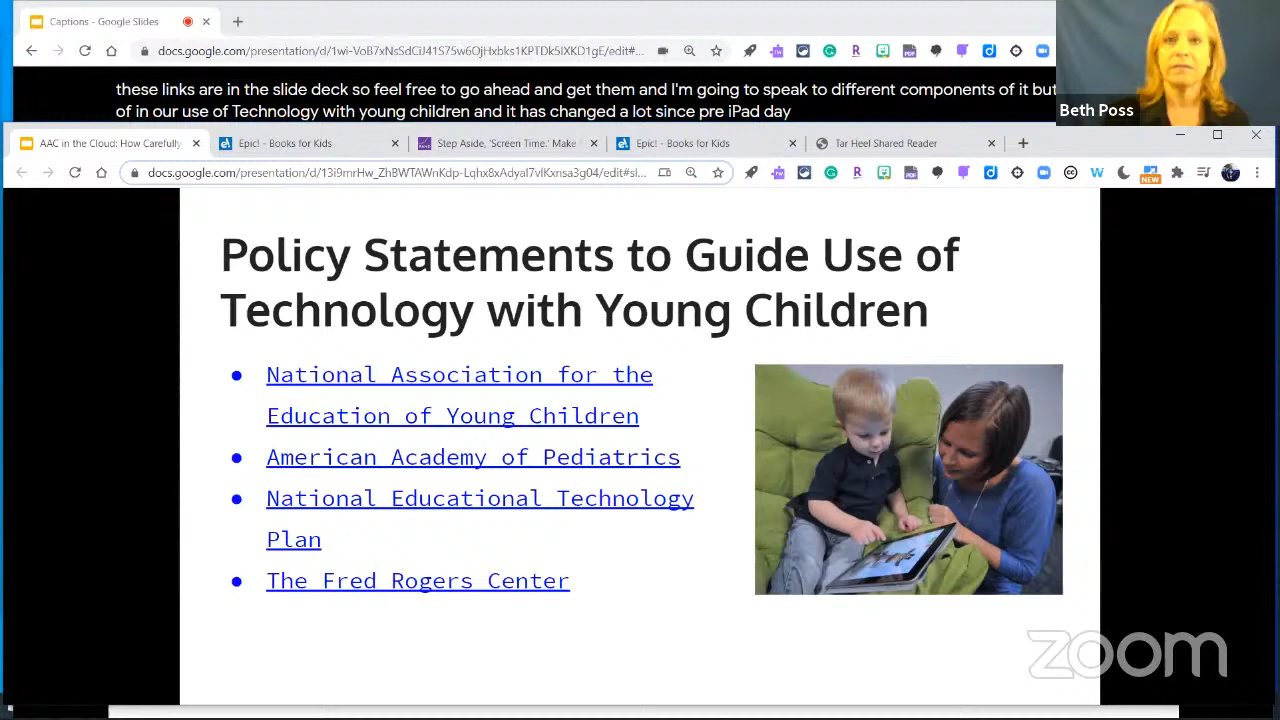 Captions - Google Slides
docs.google.com/presentation/d/1wi-VoB7xNsSdCiJ41S75w6OjHxbks1KPTDk5IXKD1gE/edit#...
these links are in the slide deck so feel free to go ahead and get them and I'm going to speak to different components of it but
of in our use of Technology with young children and it has changed a lot since pre iPad day
Beth Poss
AAC in the Cloud: How Carefully
Epic! - Books for Kids
Step Aside, 'Screen Time.' Make
Epic! - Books for Kids
Tar Heel Shared Reader
docs.google.com/presentation/d/13i9mrHw_ZhBWTAWnKdp-Lqhx8xAdyaI7vlKxnsa3g04/edit#sl...
NEW
Policy Statements to Guide Use of
Technology with Young Children
National Association for the
Education of Young Children
American Academy of Pediatrics
National Educational Technology
Plan
The Fred Rogers Center
zoom